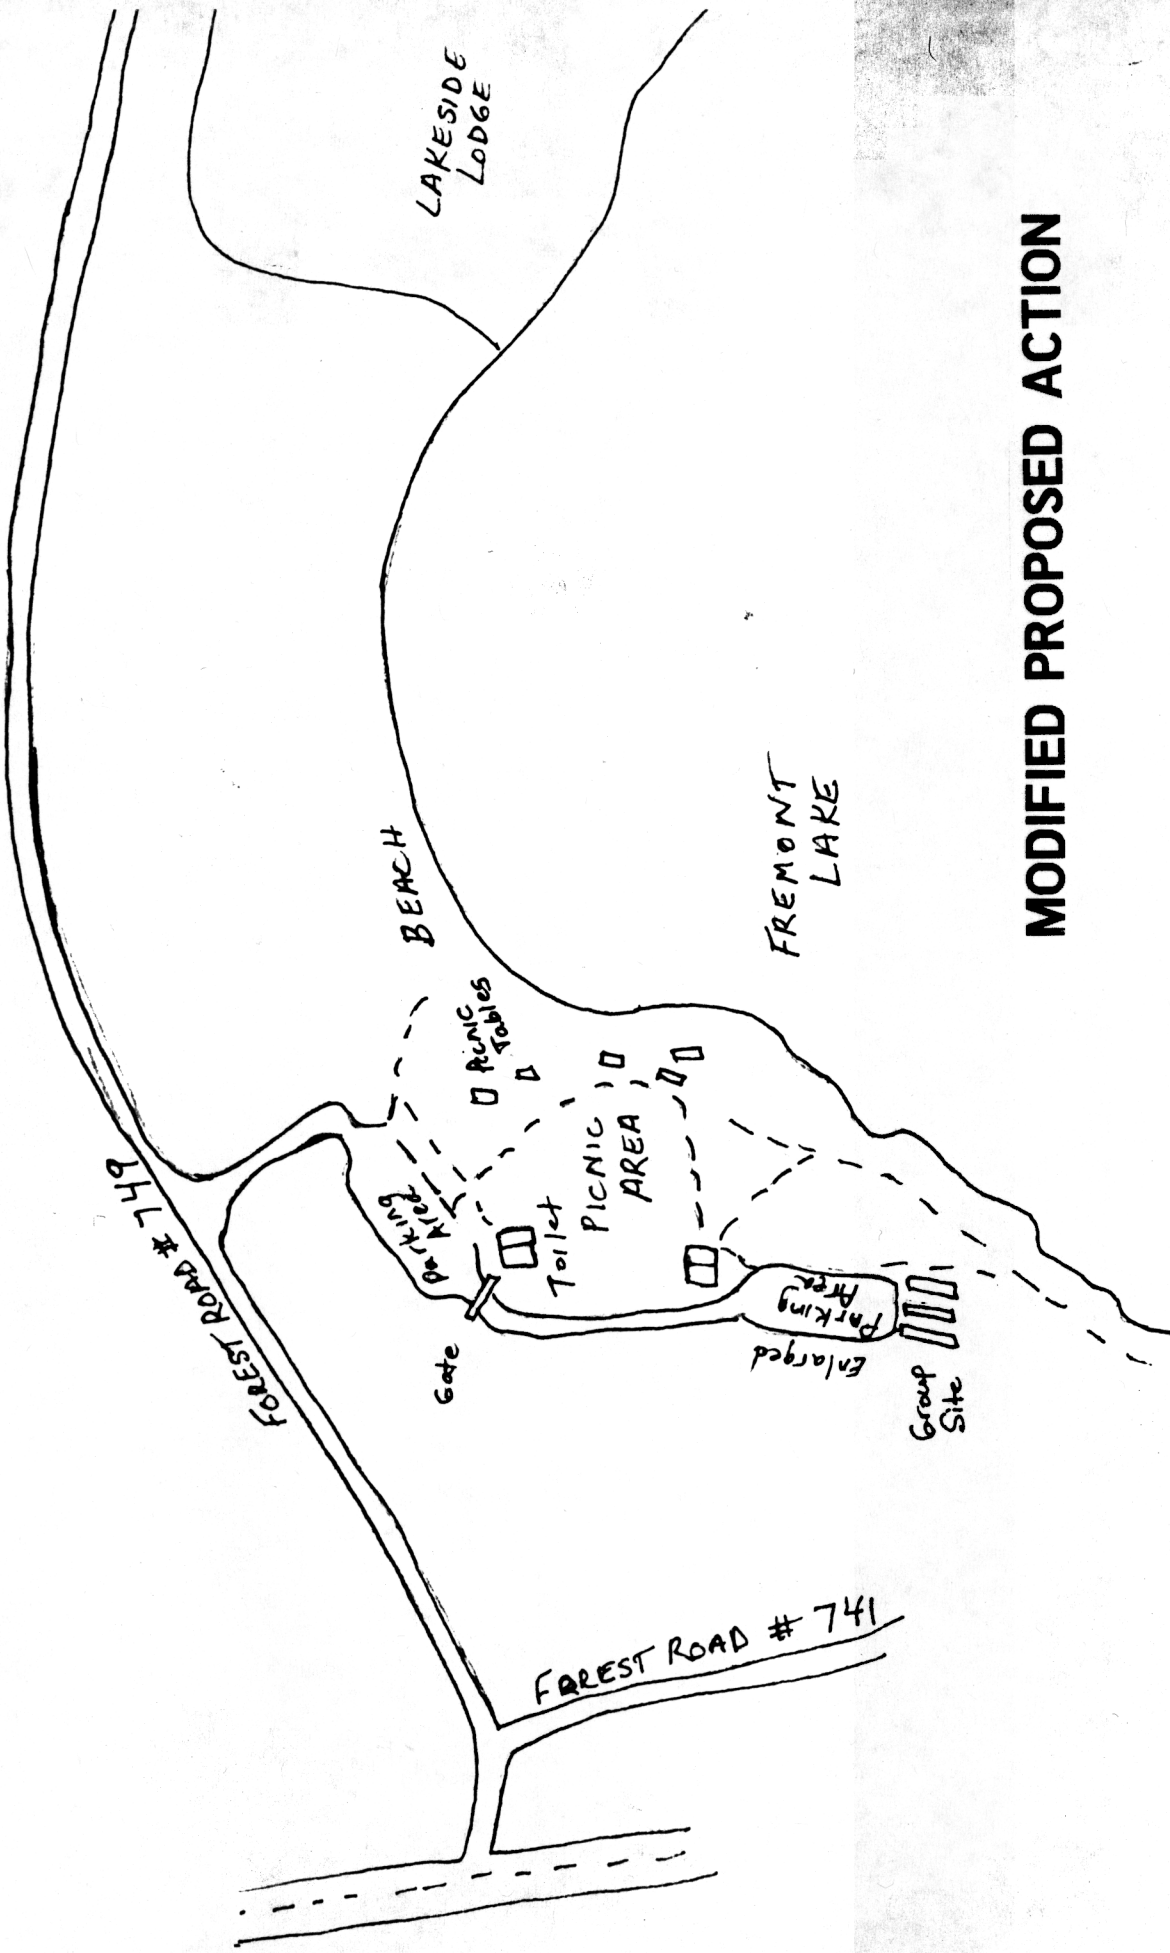 LAKESIDE
LODGE
FOREST ROAD # 749
BEACH
Picnic
Tables
Parking
Area
Toilet
PICNIC
AREA
Gate
FREMONT
LAKE
Enlarged
Parking
Area
Group
Site
FOREST ROAD # 741
MODIFIED PROPOSED ACTION